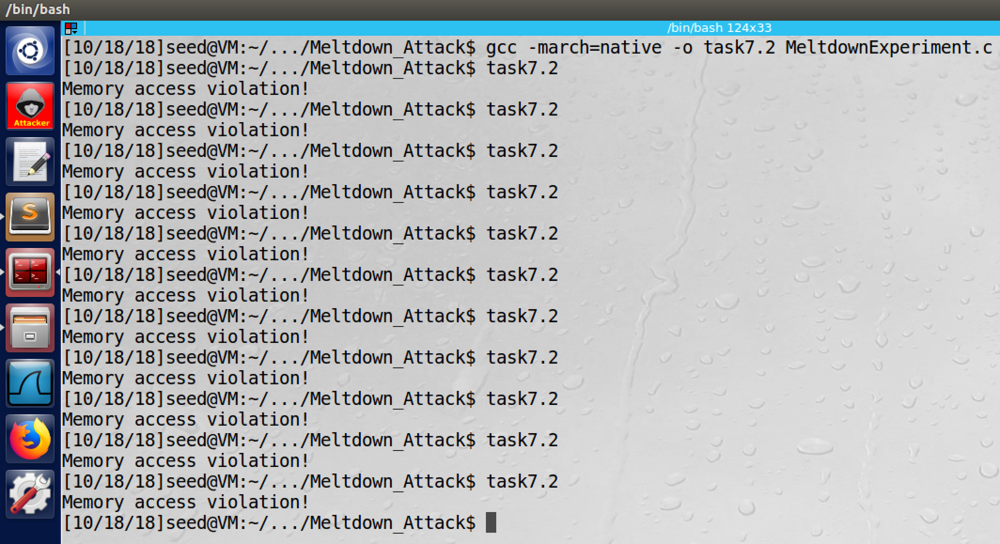 /bin/bash
/bin/bash 124x33
[10/18/18]seed@VM:~/.../Meltdown_Attack$ gcc -march=native -o task7.2 MeltdownExperiment.c
[10/18/18]seed@VM:~/.../Meltdown_Attack$ task7.2
Memory access violation!
[10/18/18]seed@VM:~/.../Meltdown_Attack$ task7.2
Memory access violation!
[10/18/18]seed@VM:~/.../Meltdown_Attack$ task7.2
Memory access violation!
[10/18/18]seed@VM:~/.../Meltdown_Attack$ task7.2
Memory access violation!
[10/18/18]seed@VM:~/.../Meltdown_Attack$ task7.2
Memory access violation!
[10/18/18]seed@VM:~/.../Meltdown_Attack$ task7.2
Memory access violation!
[10/18/18]seed@VM:~/.../Meltdown_Attack$ task7.2
Memory access violation!
[10/18/18]seed@VM:~/.../Meltdown_Attack$ task7.2
Memory access violation!
[10/18/18]seed@VM:~/.../Meltdown_Attack$ task7.2
Memory access violation!
[10/18/18]seed@VM:~/.../Meltdown_Attack$ task7.2
Memory access violation!
[10/18/18]seed@VM:~/.../Meltdown_Attack$ task7.2
Memory access violation!
[10/18/18]seed@VM:~/.../Meltdown_Attack$
Attacker
S